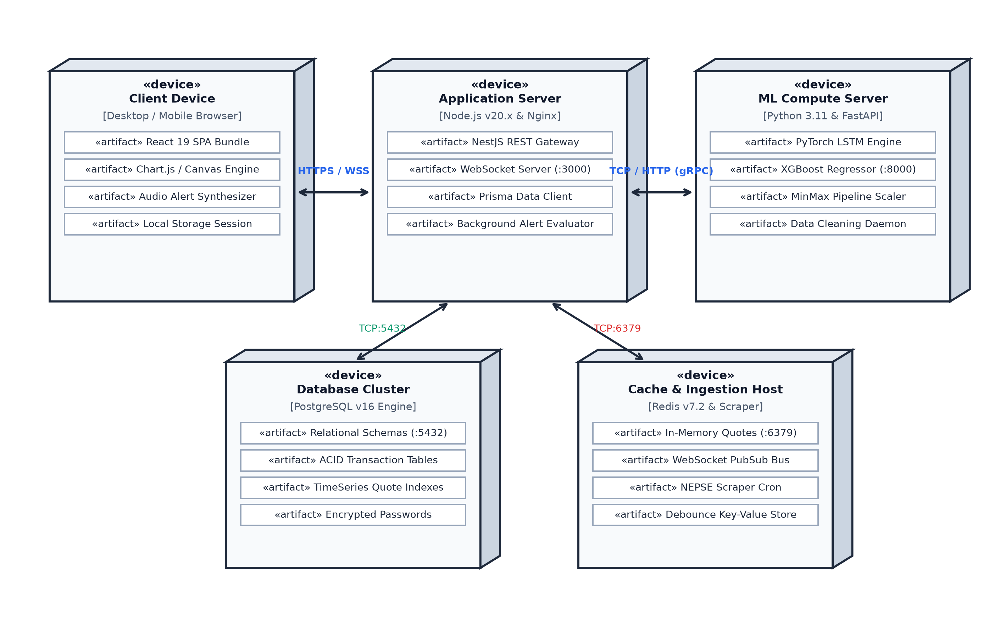 «device»
Client Device
[Desktop / Mobile Browser]
«artifact» React 19 SPA Bundle
«artifact» Chart.js / Canvas Engine
«artifact» Audio Alert Synthesizer
«artifact» Local Storage Session
HTTPS / WSS
«device»
Application Server
[Node.js v20.x & Nginx]
«artifact» NestJS REST Gateway
«artifact» WebSocket Server (:3000)
«artifact» Prisma Data Client
«artifact» Background Alert Evaluator
TCP / HTTP (gRPC)
«device»
ML Compute Server
[Python 3.11 & FastAPI]
«artifact» PyTorch LSTM Engine
«artifact» XGBoost Regressor (:8000)
«artifact» MinMax Pipeline Scaler
«artifact» Data Cleaning Daemon
TCP:5432
TCP:6379
«device»
Database Cluster
[PostgreSQL v16 Engine]
«artifact» Relational Schemas (:5432)
«artifact» ACID Transaction Tables
«artifact» TimeSeries Quote Indexes
«artifact» Encrypted Passwords
«device»
Cache & Ingestion Host
[Redis v7.2 & Scraper]
«artifact» In-Memory Quotes (:6379)
«artifact» WebSocket PubSub Bus
«artifact» NEPSE Scraper Cron
«artifact» Debounce Key-Value Store